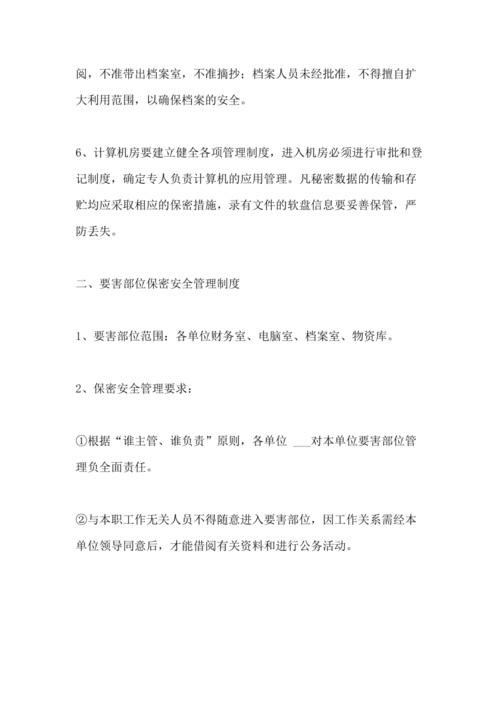 阅，不准带出档案室，不准摘抄；档案人员未经批准，不得擅自扩
大利用范围，以确保档案的安全。
6、计算机房要建立健全各项管理制度，进入机房必须进行审批和登
记制度，确定专人负责计算机的应用管理。凡秘密数据的传输和存
贮均应采取相应的保密措施，录有文件的软盘信息要妥善保管，严
防丢失。
二、要害部位保密安全管理制度
1、要害部位范围：各单位财务室、电脑室、档案室、物资库。
2、保密安全管理要求：
①根据“谁主管、谁负责”原则，各单位 ___对本单位要害部位管
理负全面责任。
②与本职工作无关人员不得随意进入要害部位，因工作关系需经本
单位领导同意后，才能借阅有关资料和进行公务活动。